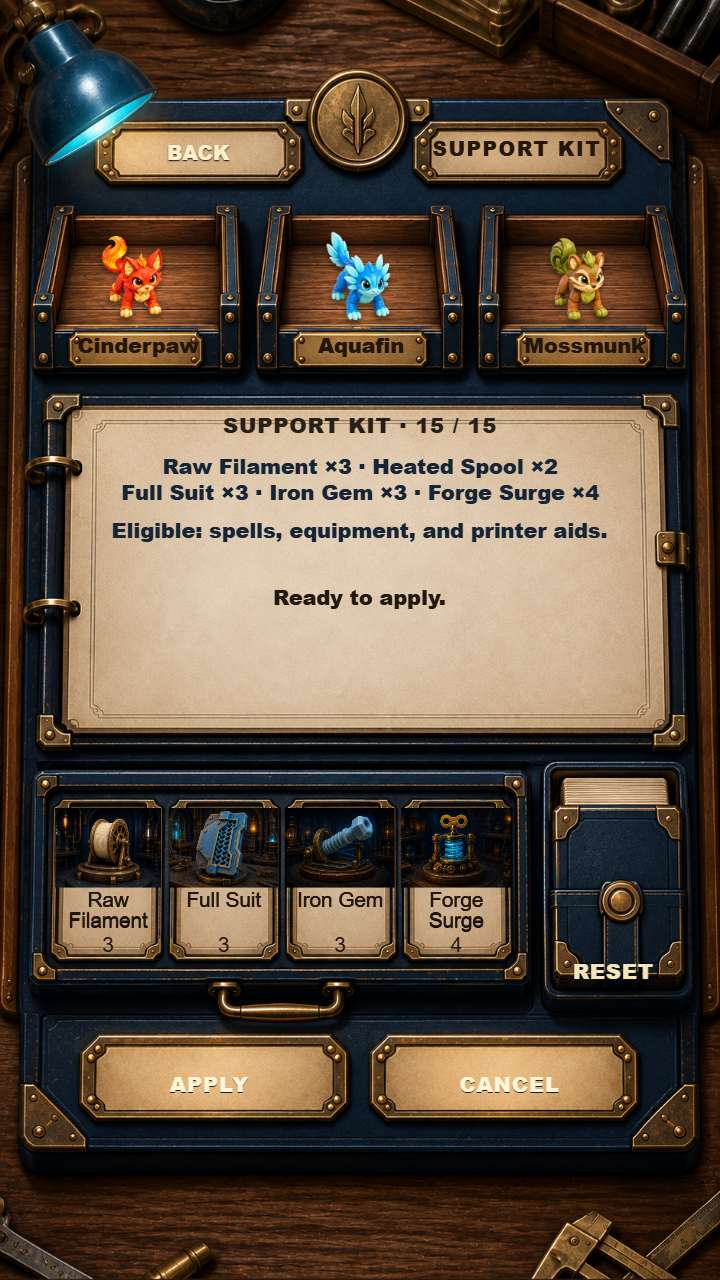 BACK
SUPPORT KIT
Cinderpaw
Aquafin
Mossmunk
SUPPORT KIT · 15 / 15
Raw Filament ×3 · Heated Spool ×2
Full Suit ×3 · Iron Gem ×3 · Forge Surge ×4
Eligible: spells, equipment, and printer aids.
Ready to apply.
Raw
Filament
3
Full Suit
3
Iron Gem
3
Forge
Surge
4
RESET
APPLY
CANCEL